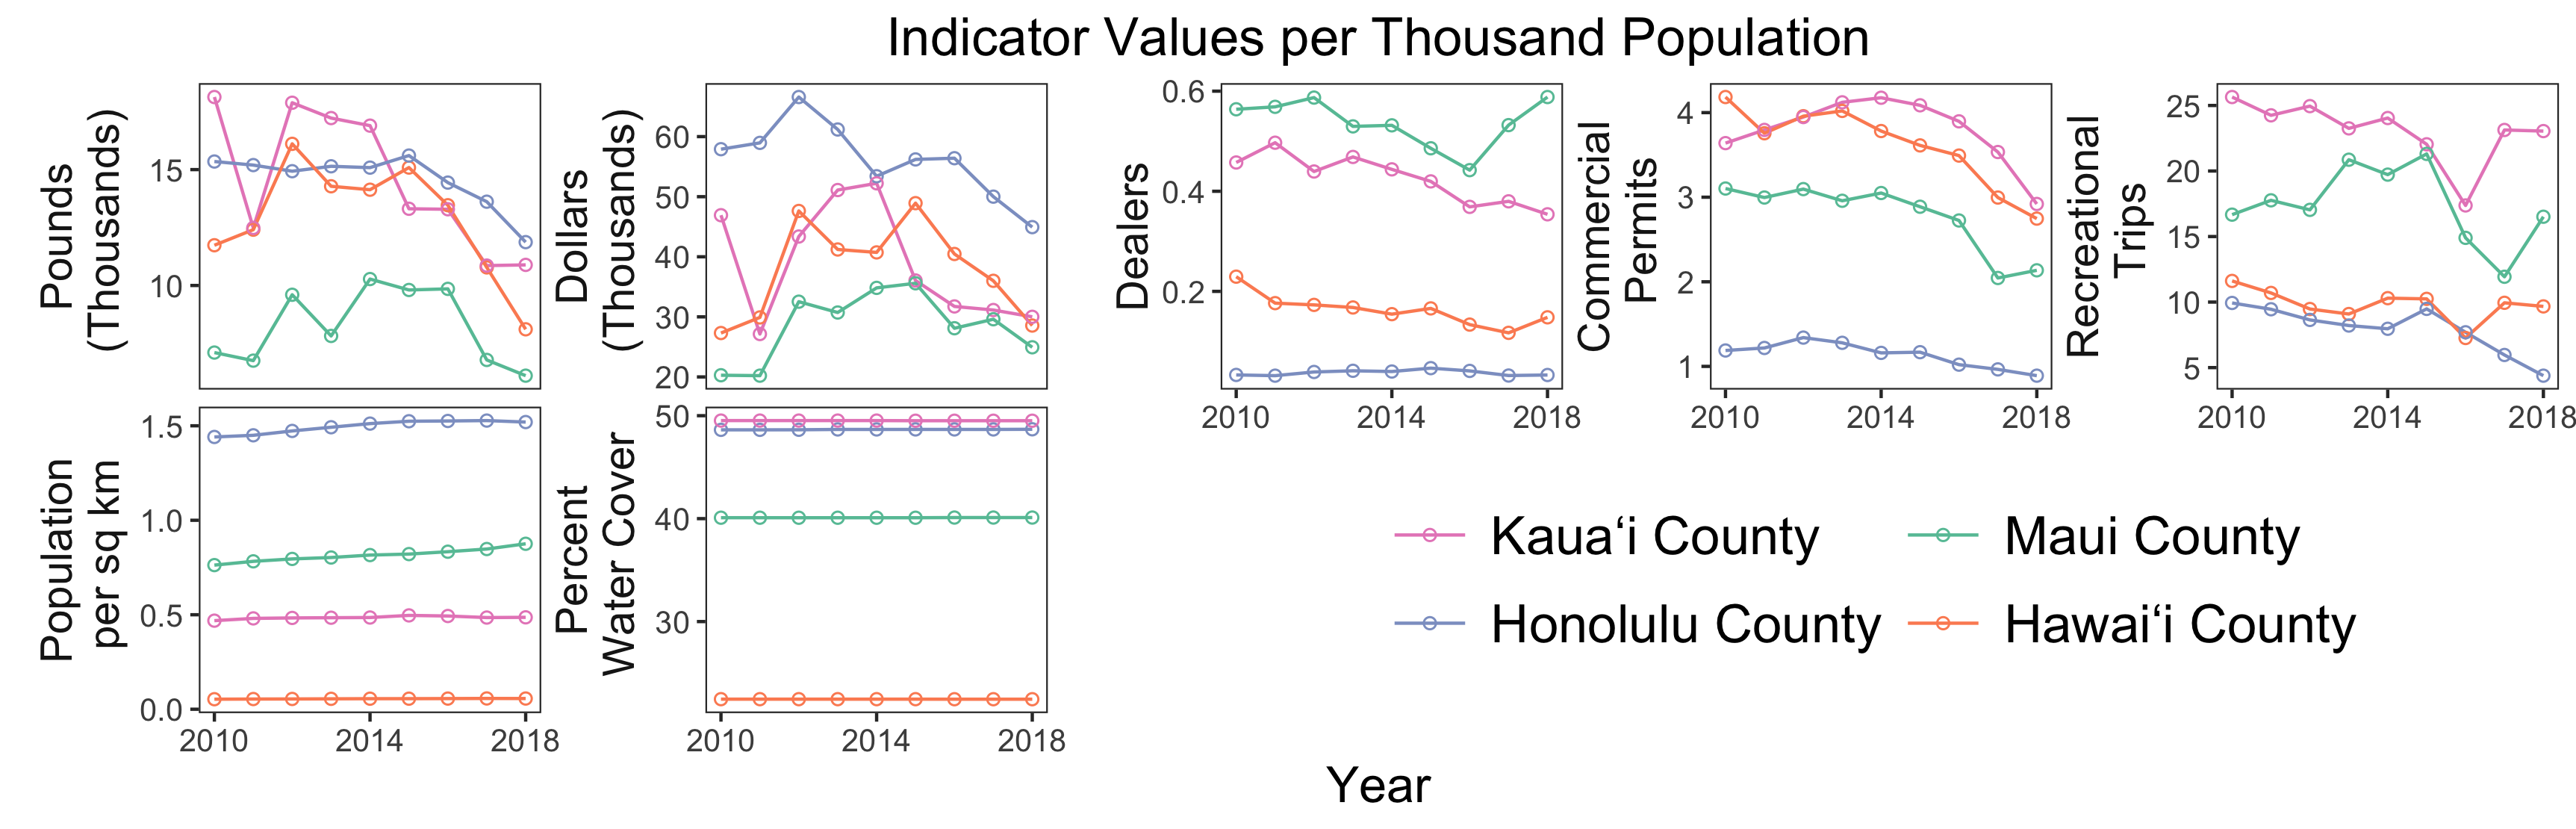 Indicator Values per Thousand Population
Pounds
(Thousands)
15
10
Dollars
(Thousands)
60
50
40
30
20
Dealers
0.6
0.4
0.2
2010 2014 2018
Commercial
Permits
4
3
2
1
2010 2014 2018
Recreational
Trips
25
20
15
10
5
2010 2014 2018
Population
per sq km
1.5
1.0
0.5
0.0
2010 2014 2018
Percent
Water Cover
50
40
30
2010 2014 2018
Kaua‘i County
Maui County
Honolulu County
Hawai‘i County
Year